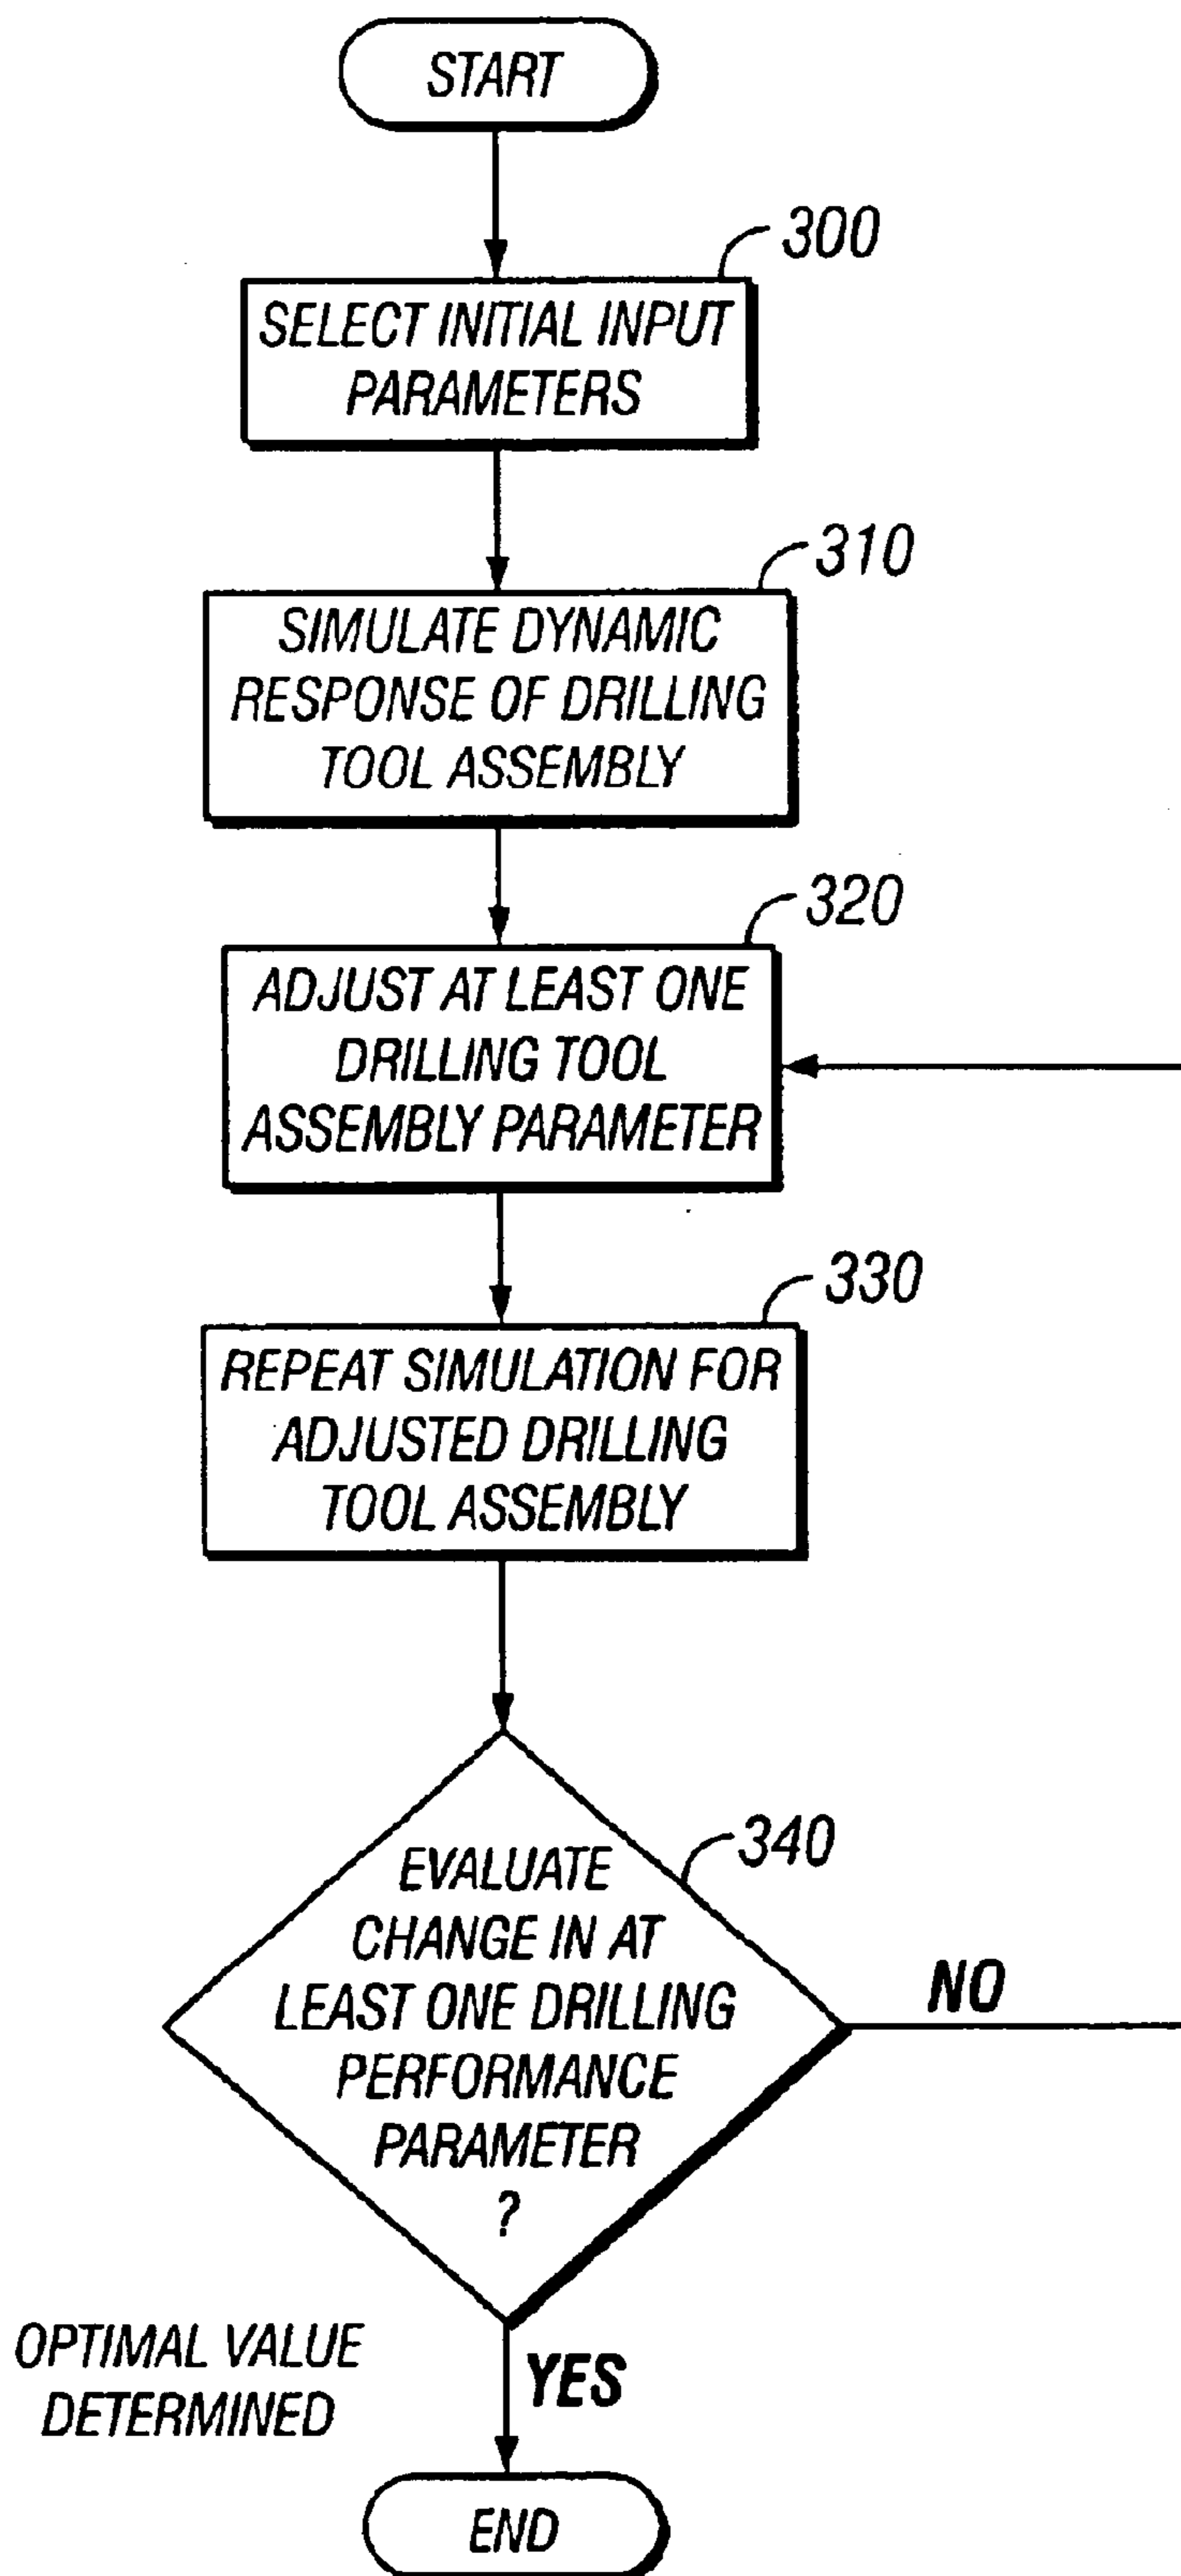 START
300
SELECT INITIAL INPUT
PARAMETERS
310
SIMULATE DYNAMIC
RESPONSE OF DRILLING
TOOL ASSEMBLY
320
ADJUST AT LEAST ONE
DRILLING TOOL
ASSEMBLY PARAMETER
330
REPEAT SIMULATION FOR
ADJUSTED DRILLING
TOOL ASSEMBLY
340
EVALUATE
CHANGE IN AT
LEAST ONE DRILLING
PERFORMANCE
PARAMETER
?
NO
OPTIMAL VALUE
DETERMINED
YES
END